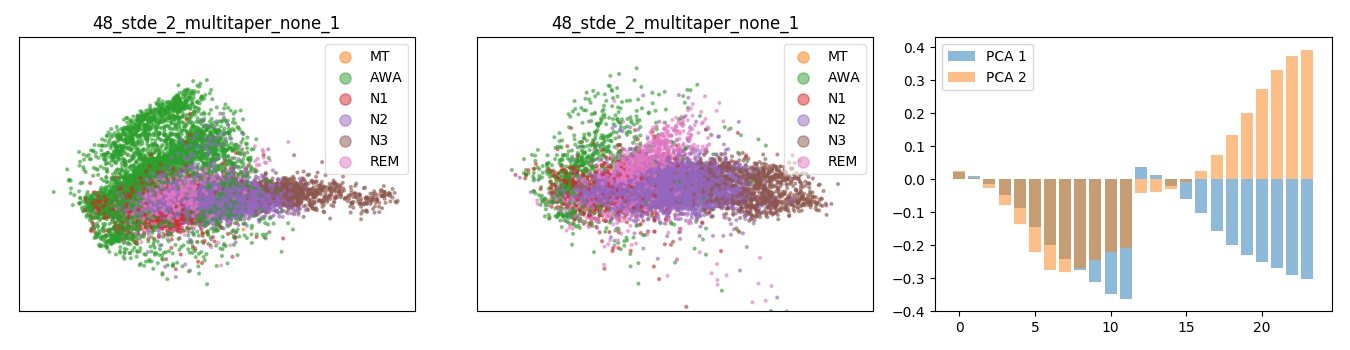 48_stde_2_multitaper_none_1
MT
AWA
N1
N2
N3
REM
48_stde_2_multitaper_none_1
MT
AWA
N1
N2
N3
REM
PCA 1
PCA 2
0.4
0.3
0.2
0.1
0.0
−0.1
−0.2
−0.3
−0.4
0
5
10
15
20